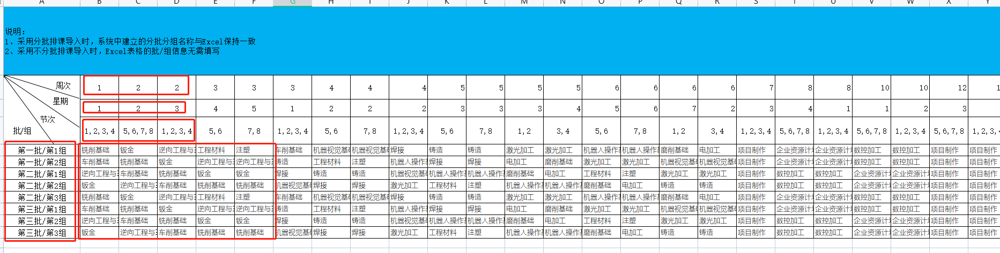 A B C D E F G H I J K L M N O P Q R S T U V W X Y
说明:
1、采用分批排课导入时，系统中建立的分批分组名称与Excel保持一致
2、采用不分批排课导入时，Excel表格的批/组信息无需填写
周次 1 2 2 3 3 3 4 4 4 5 5 5 5 6 6 6 6 7 8 8 10 10 12 1
星期 1 2 3 4 5 1 2 2 2 3 3 3 4 5 6 7 2 3 4 1 1 2 3
节次
批/组 1,2,3,4 5,6,7,8 1,2,3,4 5,6 7,8 1,2,3,4 5,6 7,8 1,2,3,4 5,6 7,8 1,2 3,4 5,6 7,8 1,2 3,4 1,2,3,4 5,6,7,8 1,2,3,4 5,6,7,8 1,2,3,4 5,6,7,8 1,2,3,4
第一批/第1组 铣削基础 钣金 逆向工程与 工程材料 注塑 车削基础 机器视觉基 机器视觉基 焊接 铸造 铸造 激光加工 激光加工 机器人操作 机器人操作 磨削基础 电加工 项目制作 企业资源计 企业资源计 数控加工 数控加工 项目制作 项目制作
第一批/第2组 车削基础 铣削基础 钣金 逆向工程与 逆向工程与 铸造 工程材料 注塑 机器人操作 焊接 焊接 电加工 磨削基础 激光加工 激光加工 机器视觉基 机器视觉基 项目制作 企业资源计 企业资源计 数控加工 数控加工 项目制作 项目制作
第二批/第1组 逆向工程与 车削基础 铣削基础 钣金 钣金 焊接 铸造 铸造 机器视觉基 机器人操作 机器人操作 磨削基础 电加工 工程材料 注塑 激光加工 激光加工 项目制作 数控加工 数控加工 企业资源计 企业资源计 项目制作 项目制作
第二批/第2组 钣金 逆向工程与 车削基础 铣削基础 铣削基础 机器视觉基 焊接 焊接 激光加工 工程材料 注塑 机器人操作 机器人操作 磨削基础 电加工 铸造 铸造 项目制作 数控加工 数控加工 企业资源计 企业资源计 项目制作 项目制作
第二批/第3组 铣削基础 钣金 逆向工程与 工程材料 注塑 车削基础 机器视觉基 机器视觉基 焊接 铸造 铸造 激光加工 激光加工 机器人操作 机器人操作 磨削基础 电加工 项目制作 企业资源计 企业资源计 数控加工 数控加工 项目制作 项目制作
第三批/第1组 车削基础 铣削基础 钣金 逆向工程与 逆向工程与 铸造 工程材料 注塑 机器人操作 焊接 焊接 电加工 磨削基础 激光加工 激光加工 机器视觉基 机器视觉基 项目制作 企业资源计 企业资源计 数控加工 数控加工 项目制作 项目制作
第三批/第2组 逆向工程与 车削基础 铣削基础 钣金 钣金 焊接 铸造 铸造 机器视觉基 机器人操作 机器人操作 磨削基础 电加工 工程材料 注塑 激光加工 激光加工 项目制作 数控加工 数控加工 企业资源计 企业资源计 项目制作 项目制作
第三批/第3组 钣金 逆向工程与 车削基础 铣削基础 铣削基础 机器视觉基 焊接 焊接 激光加工 工程材料 注塑 机器人操作 机器人操作 磨削基础 电加工 铸造 铸造 项目制作 数控加工 数控加工 企业资源计 企业资源计 项目制作 项目制作